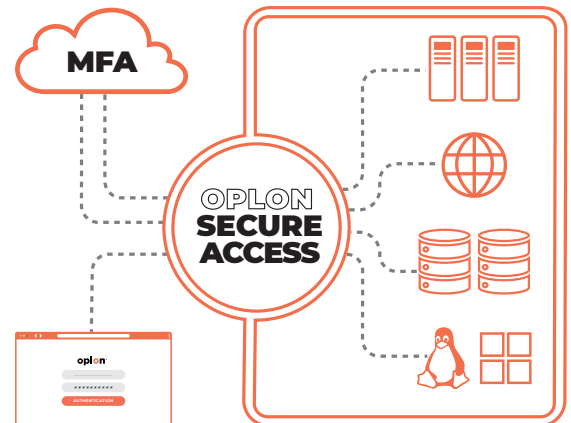 MFA
OPLON
SECURE
ACCESS
oplon
**********
AUTHENTICATION